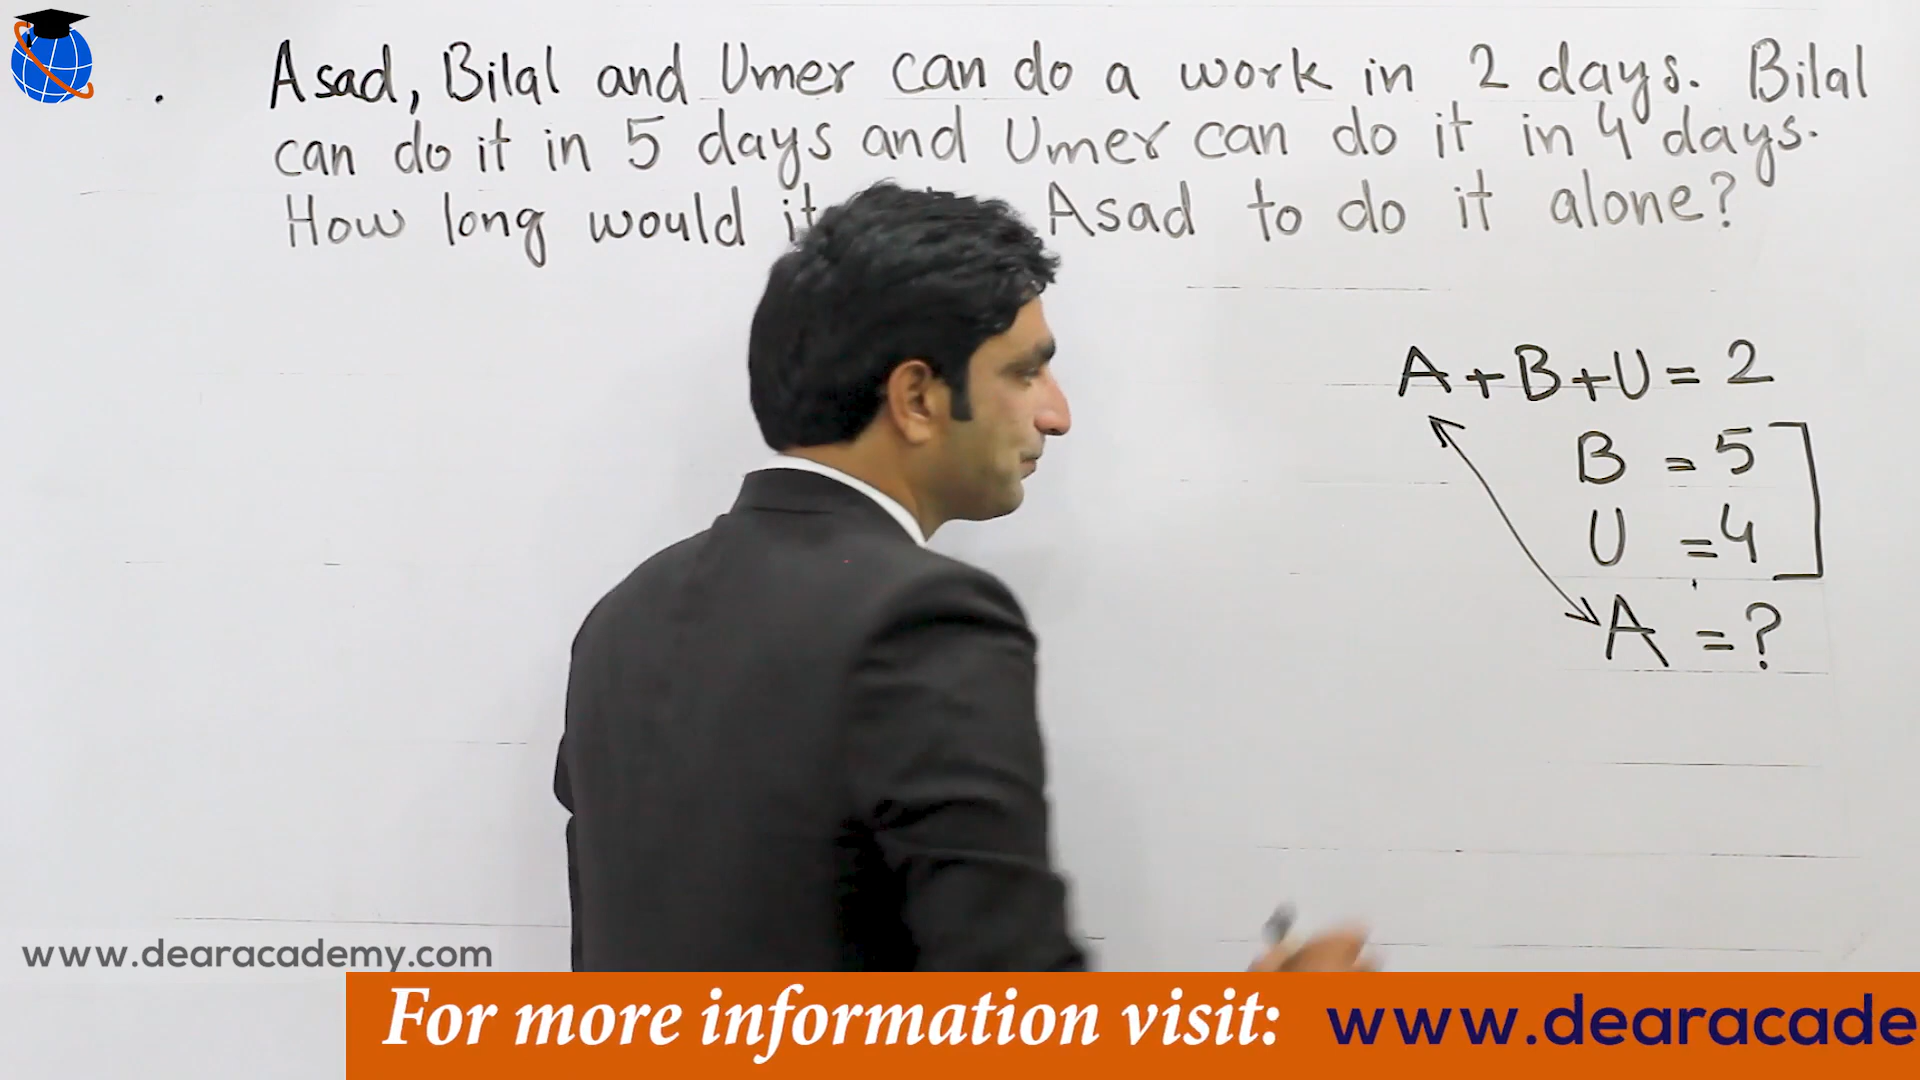 Asad, Bilal and Umer can do a work in 2 days. Bilal
can do it in 5 days and Umer can do it in 4 days.
How long would it Asad to do it alone?
A + B + U = 2
B = 5
U = 4
A = ?
www.dearacademy.com
For more information visit: www.dearacade